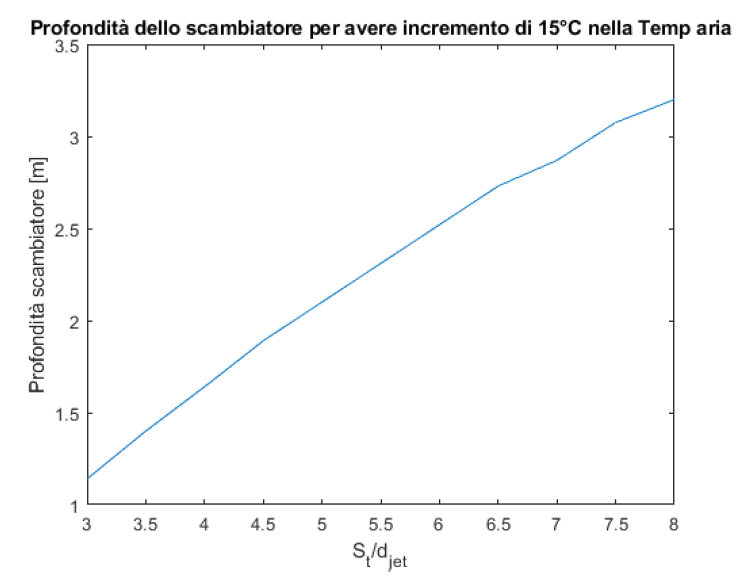 Profondità dello scambiatore per avere incremento di 15°C nella Temp aria
3.5
3
2.5
2
1.5
1
Profondità scambiatore [m]
3 3.5 4 4.5 5 5.5 6 6.5 7 7.5 8
S_t/d_jet